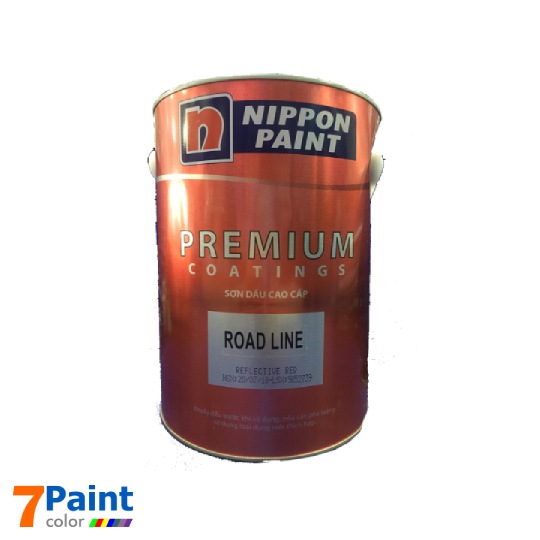 n
NIPPON
PAINT
PREMIUM
COATINGS
SƠN DẦU CAO CẤP
ROAD LINE
REFLECTIVE RED
7Paint
color